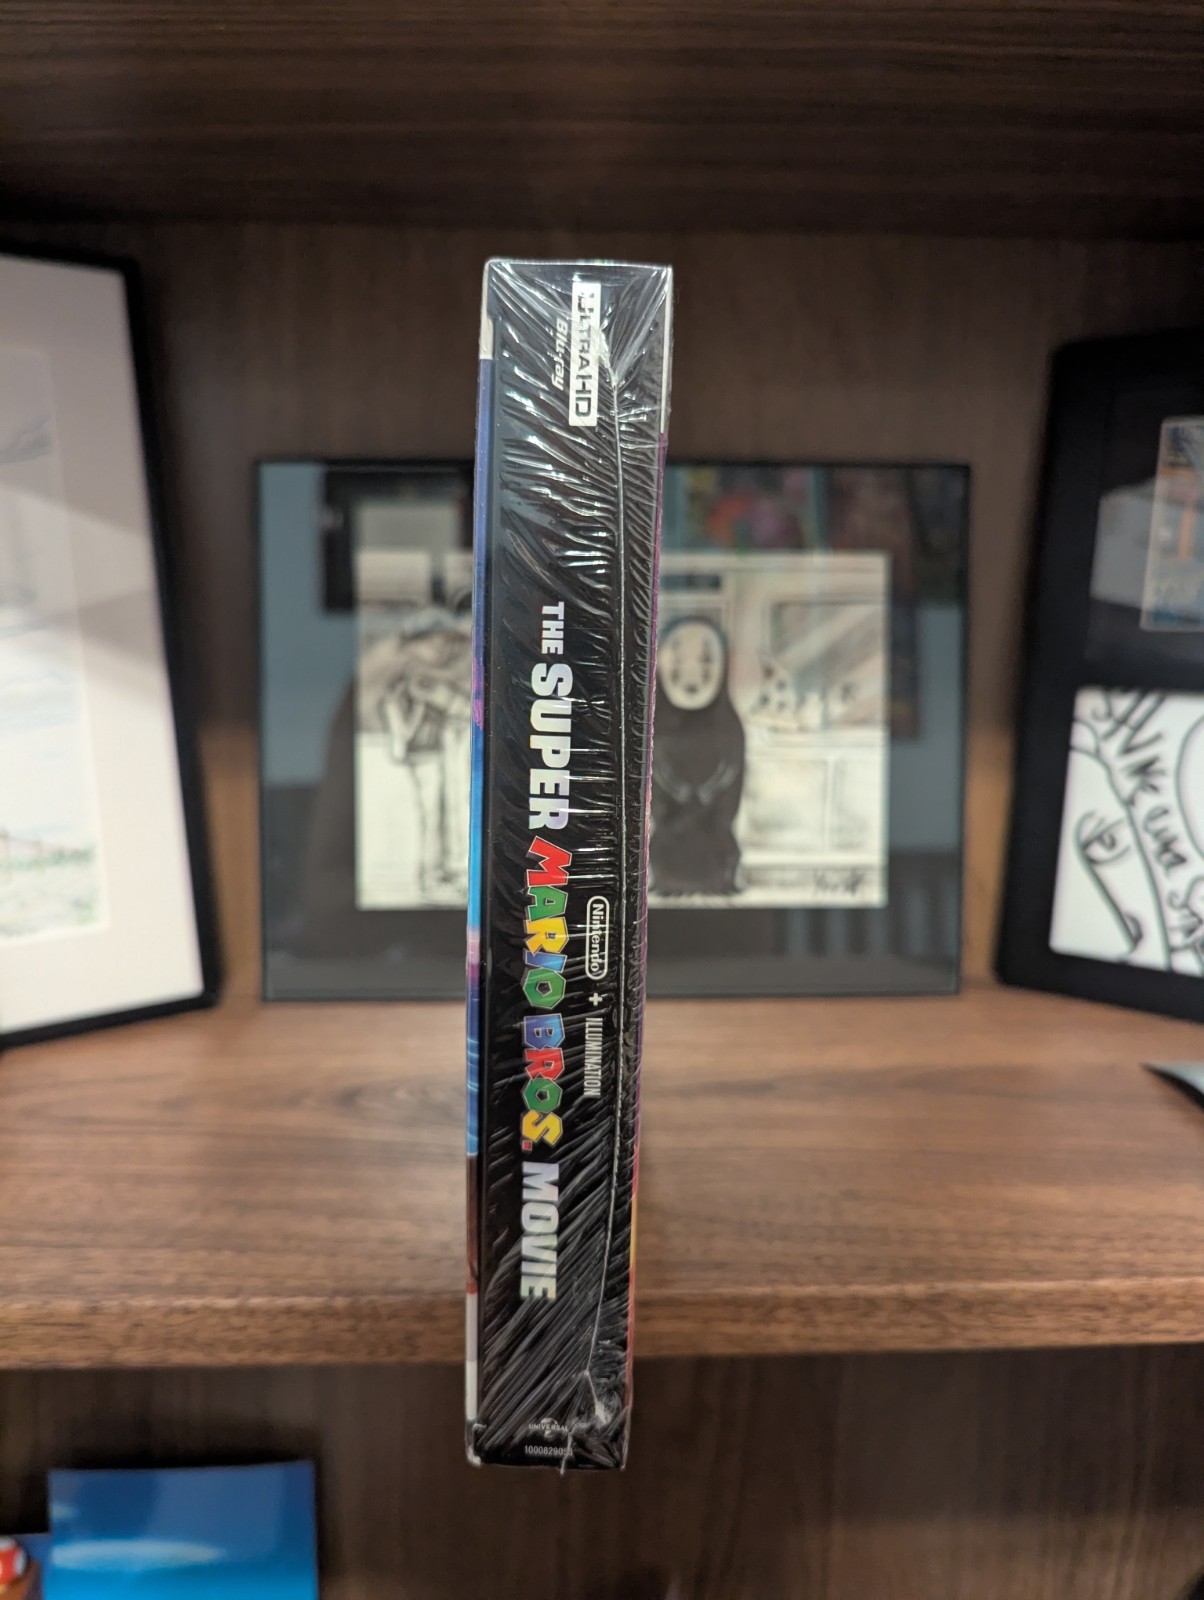 ULTRA HD
Blu-ray
THE SUPER MARIO BROS. MOVIE
Nintendo + ILLUMINATION
UNIVERSAL